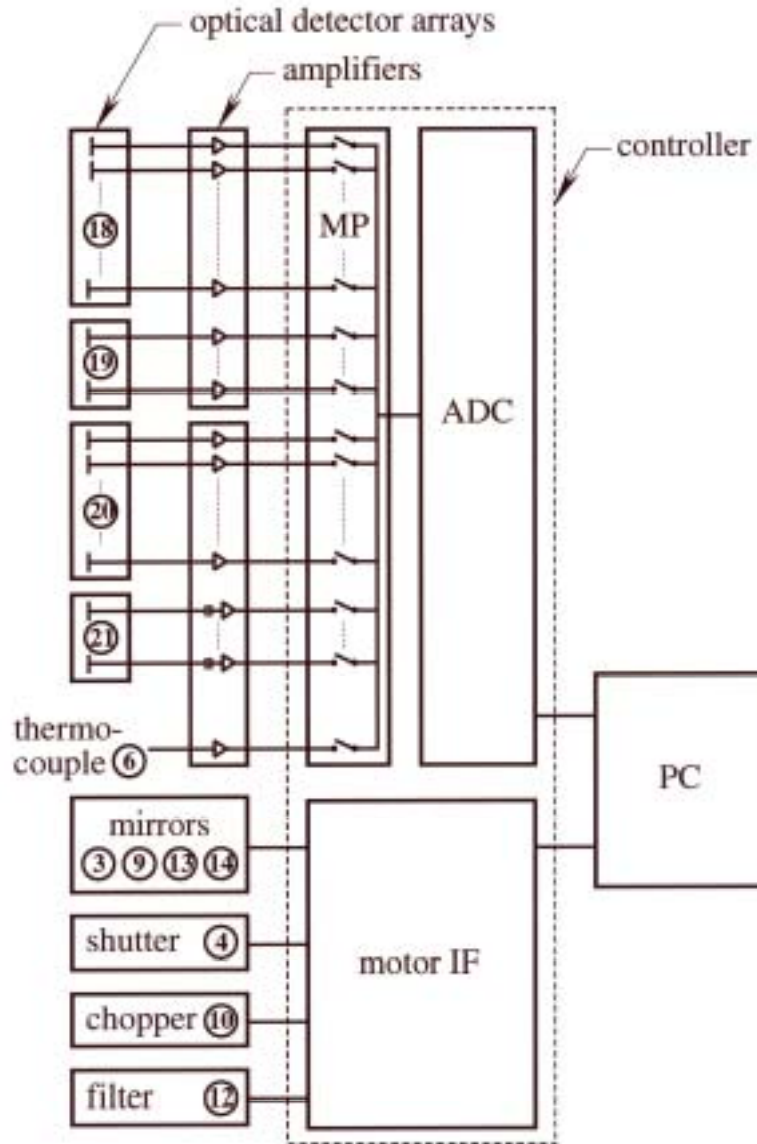 optical detector arrays
amplifiers
controller
18
MP
19
ADC
20
21
thermo-
couple 6
PC
mirrors
3 9 13 14
shutter 4
motor IF
chopper 10
filter 12